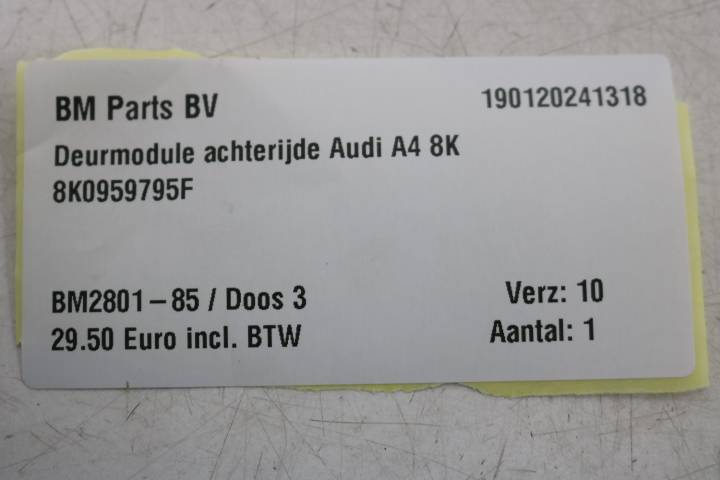 BM Parts BV 190120241318
Deurmodule achterijde Audi A4 8K
8K0959795F
BM2801-85 / Doos 3 Verz: 10
29.50 Euro incl. BTW Aantal: 1